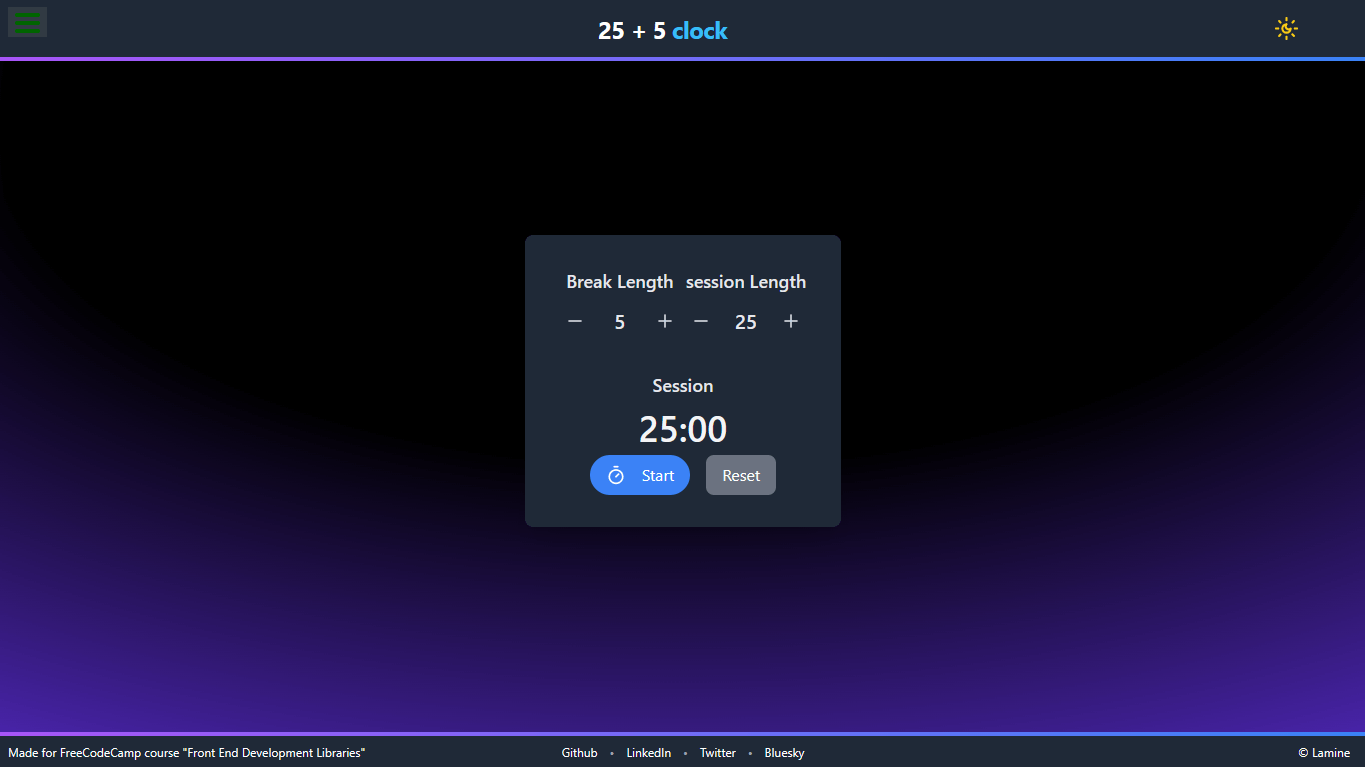 25 + 5 clock
Break Length session Length
− 5 + − 25 +
Session
25:00
Start Reset
Made for FreeCodeCamp course "Front End Development Libraries" Github • LinkedIn • Twitter • Bluesky © Lamine